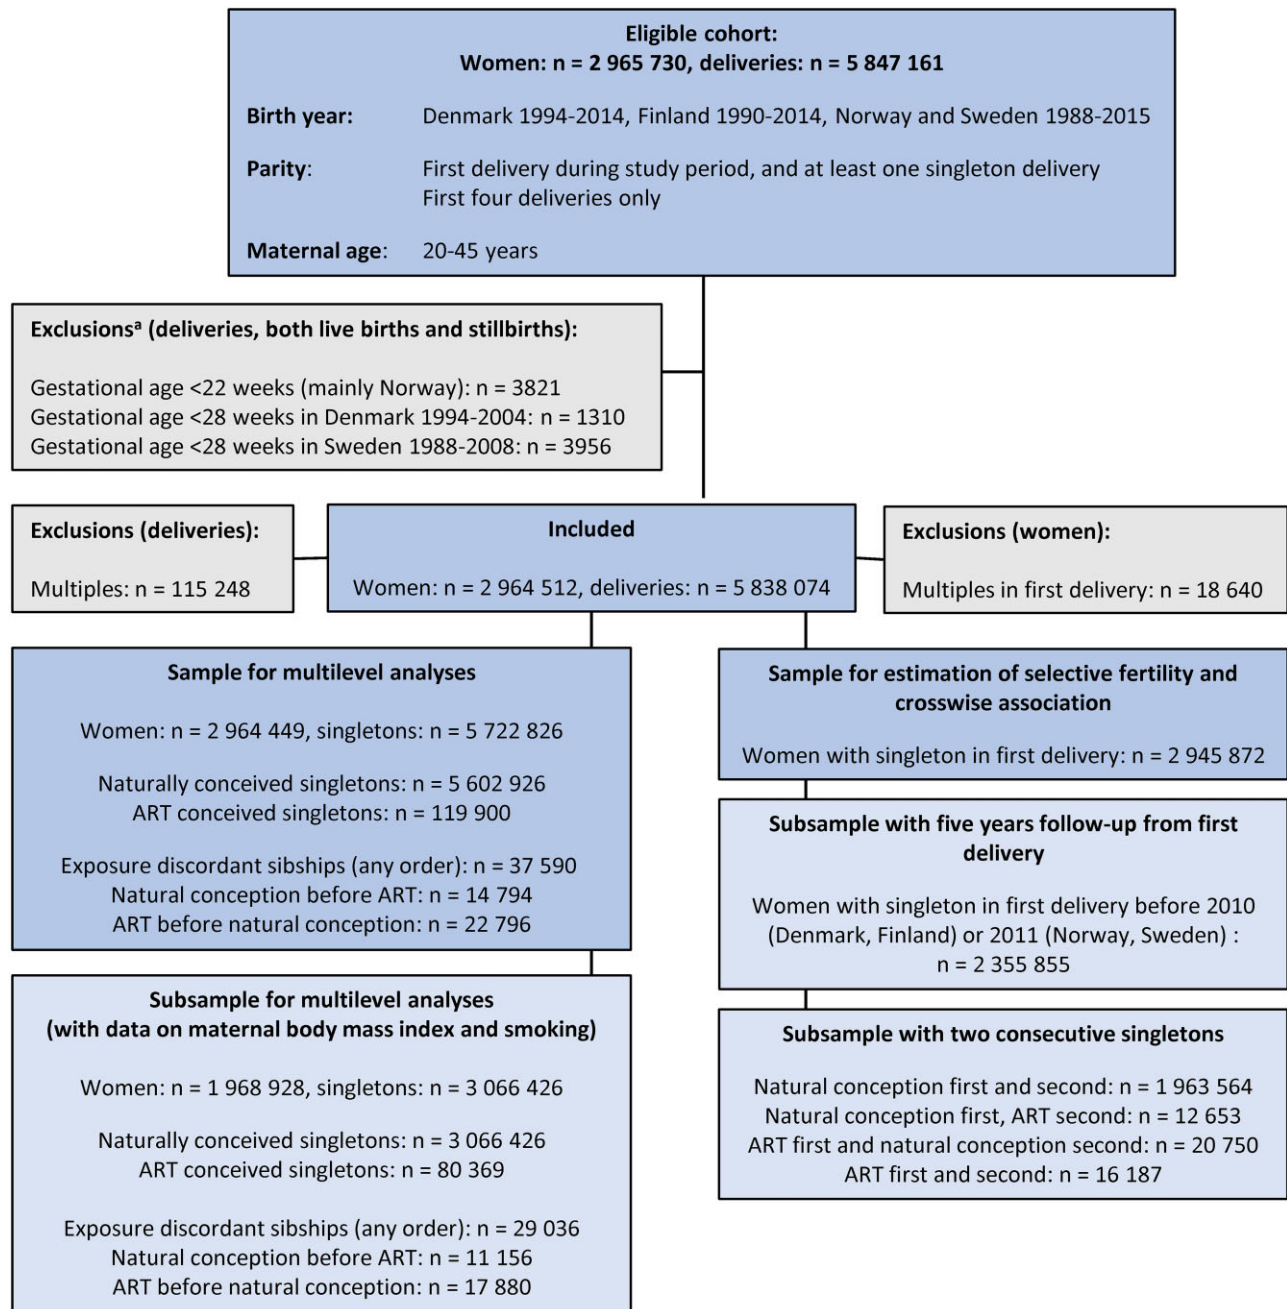 Eligible cohort:
Women: n = 2 965 730, deliveries: n = 5 847 161
Birth year: Denmark 1994-2014, Finland 1990-2014, Norway and Sweden 1988-2015
Parity: First delivery during study period, and at least one singleton delivery
First four deliveries only
Maternal age: 20-45 years
Exclusionsᵃ (deliveries, both live births and stillbirths):
Gestational age <22 weeks (mainly Norway): n = 3821
Gestational age <28 weeks in Denmark 1994-2004: n = 1310
Gestational age <28 weeks in Sweden 1988-2008: n = 3956
Exclusions (deliveries):
Multiples: n = 115 248
Included
Women: n = 2 964 512, deliveries: n = 5 838 074
Exclusions (women):
Multiples in first delivery: n = 18 640
Sample for multilevel analyses
Women: n = 2 964 449, singletons: n = 5 722 826
Naturally conceived singletons: n = 5 602 926
ART conceived singletons: n = 119 900
Exposure discordant sibships (any order): n = 37 590
Natural conception before ART: n = 14 794
ART before natural conception: n = 22 796
Subsample for multilevel analyses
(with data on maternal body mass index and smoking)
Women: n = 1 968 928, singletons: n = 3 066 426
Naturally conceived singletons: n = 3 066 426
ART conceived singletons: n = 80 369
Exposure discordant sibships (any order): n = 29 036
Natural conception before ART: n = 11 156
ART before natural conception: n = 17 880
Sample for estimation of selective fertility and
crosswise association
Women with singleton in first delivery: n = 2 945 872
Subsample with five years follow-up from first
delivery
Women with singleton in first delivery before 2010
(Denmark, Finland) or 2011 (Norway, Sweden) :
n = 2 355 855
Subsample with two consecutive singletons
Natural conception first and second: n = 1 963 564
Natural conception first, ART second: n = 12 653
ART first and natural conception second: n = 20 750
ART first and second: n = 16 187